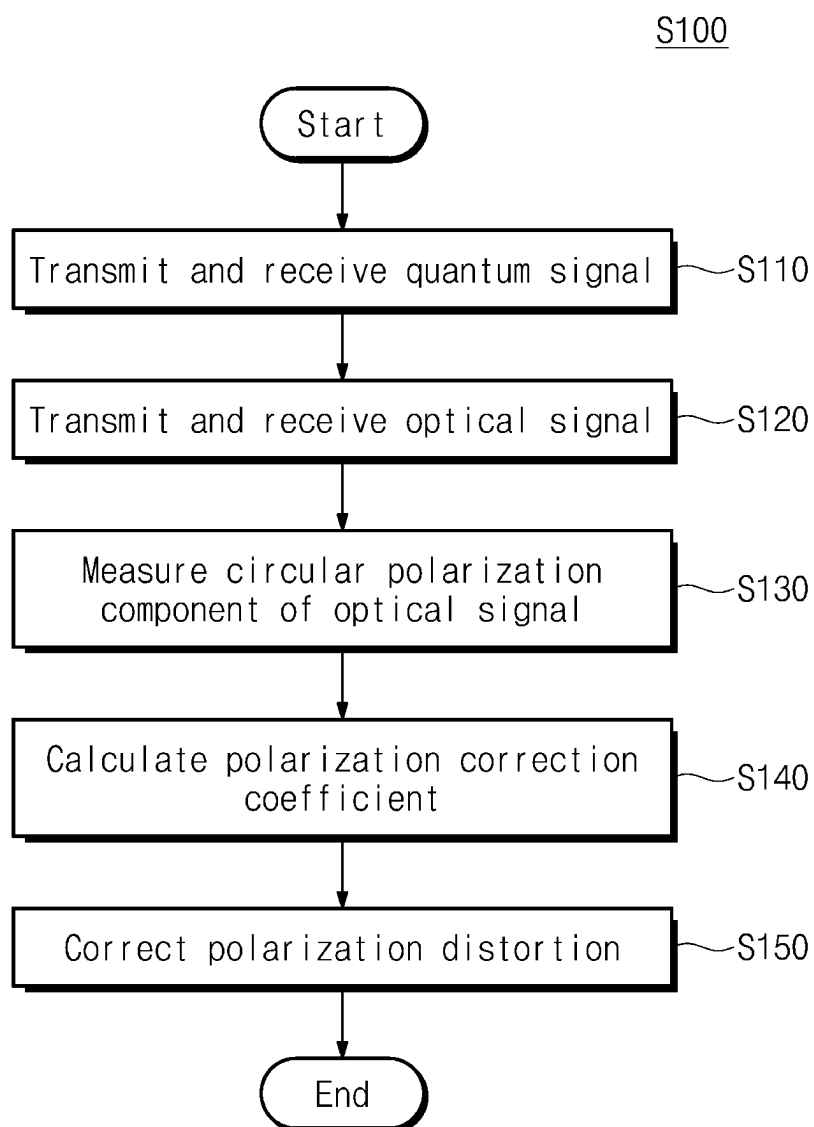 S100
Start
Transmit and receive quantum signal
S110
Transmit and receive optical signal
S120
Measure circular polarization
component of optical signal
S130
Calculate polarization correction
coefficient
S140
Correct polarization distortion
S150
End